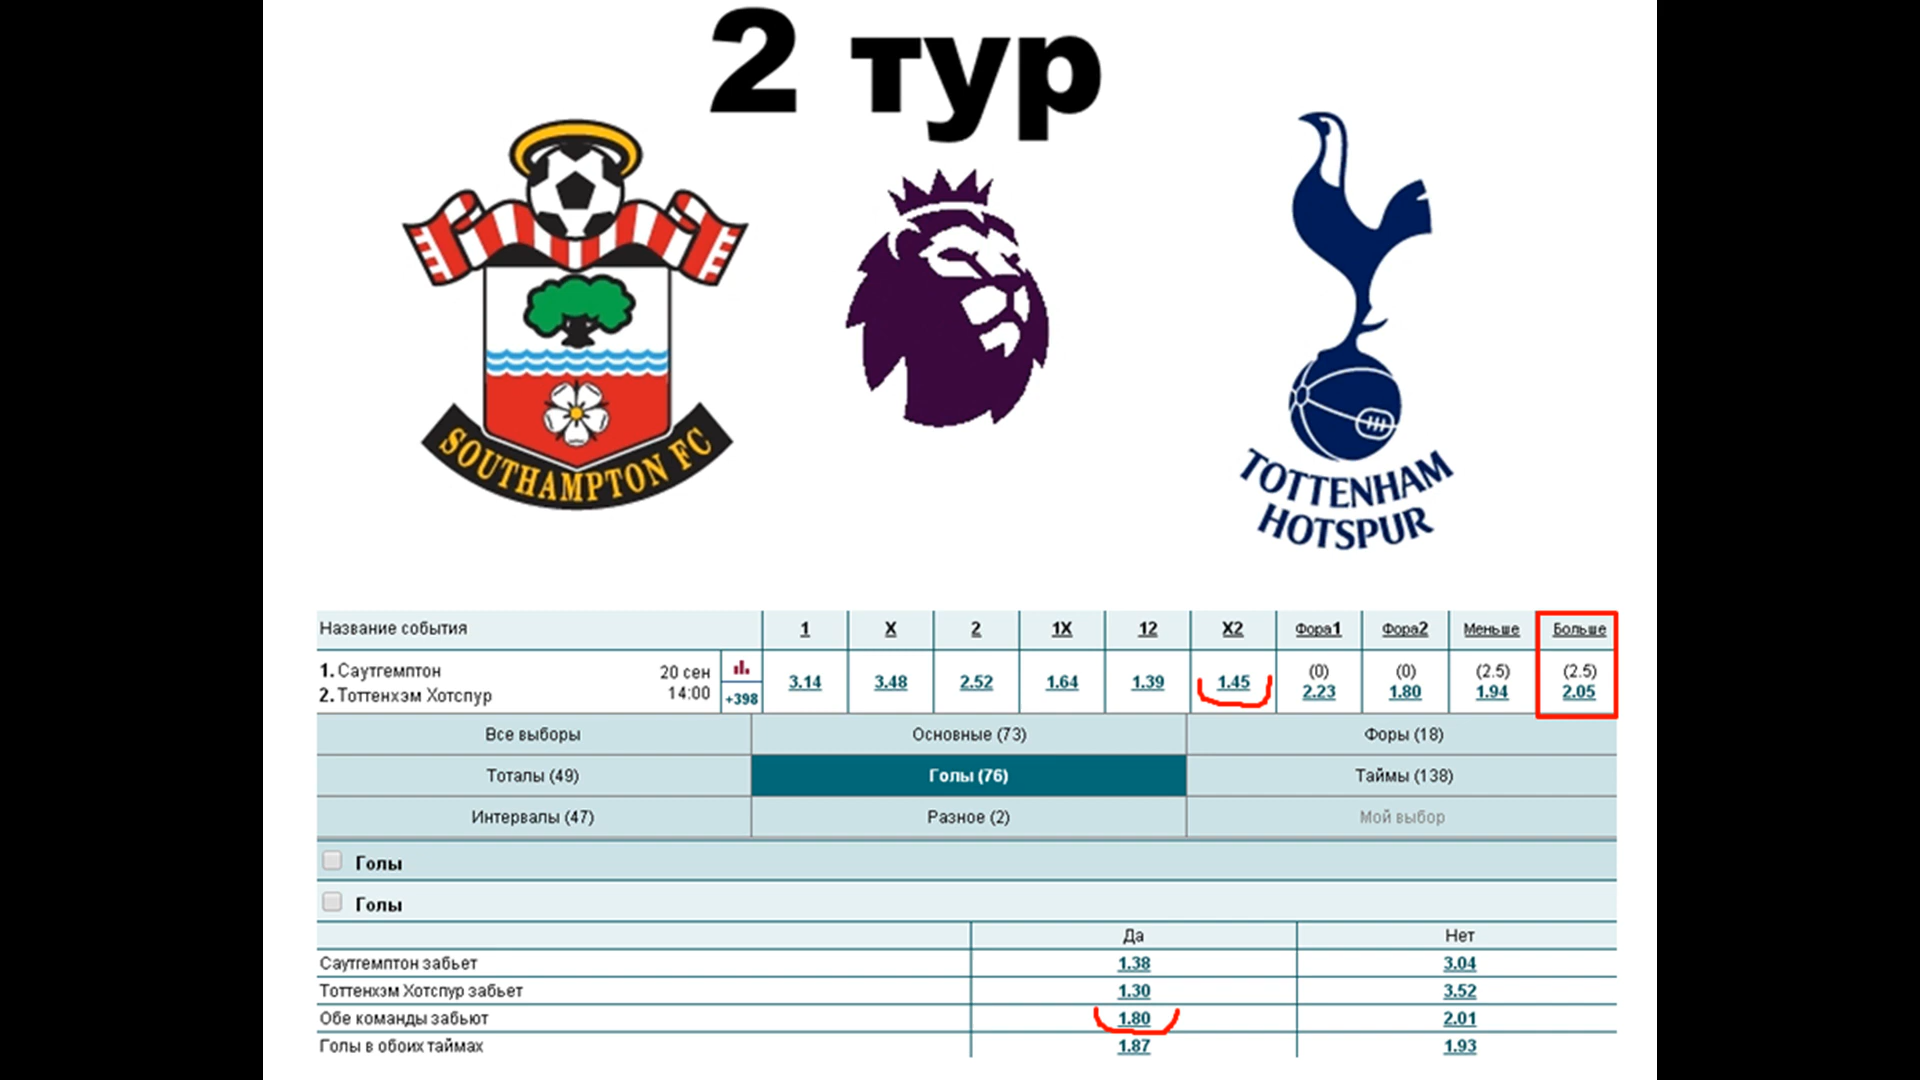 2 тур
SOUTHAMPTON FC
TOTTENHAM
HOTSPUR
Название события 1 X 2 1X 12 X2 Фора1 Фора2 Меньше Больше
1. Саутгемптон 20 сен (0) (0) (2.5) (2.5)
3.14 3.48 2.52 1.64 1.39 1.45 2.23 1.80 1.94 2.05
2. Тоттенхэм Хотспур 14:00 +398
Все выборы Основные (73) Форы (18)
Тоталы (49) Голы (76) Таймы (138)
Интервалы (47) Разное (2) Мой выбор
Голы
Голы
Да Нет
Саутгемптон забьет 1.38 3.04
Тоттенхэм Хотспур забьет 1.30 3.52
Обе команды забьют 1.80 2.01
Голы в обоих таймах 1.87 1.93